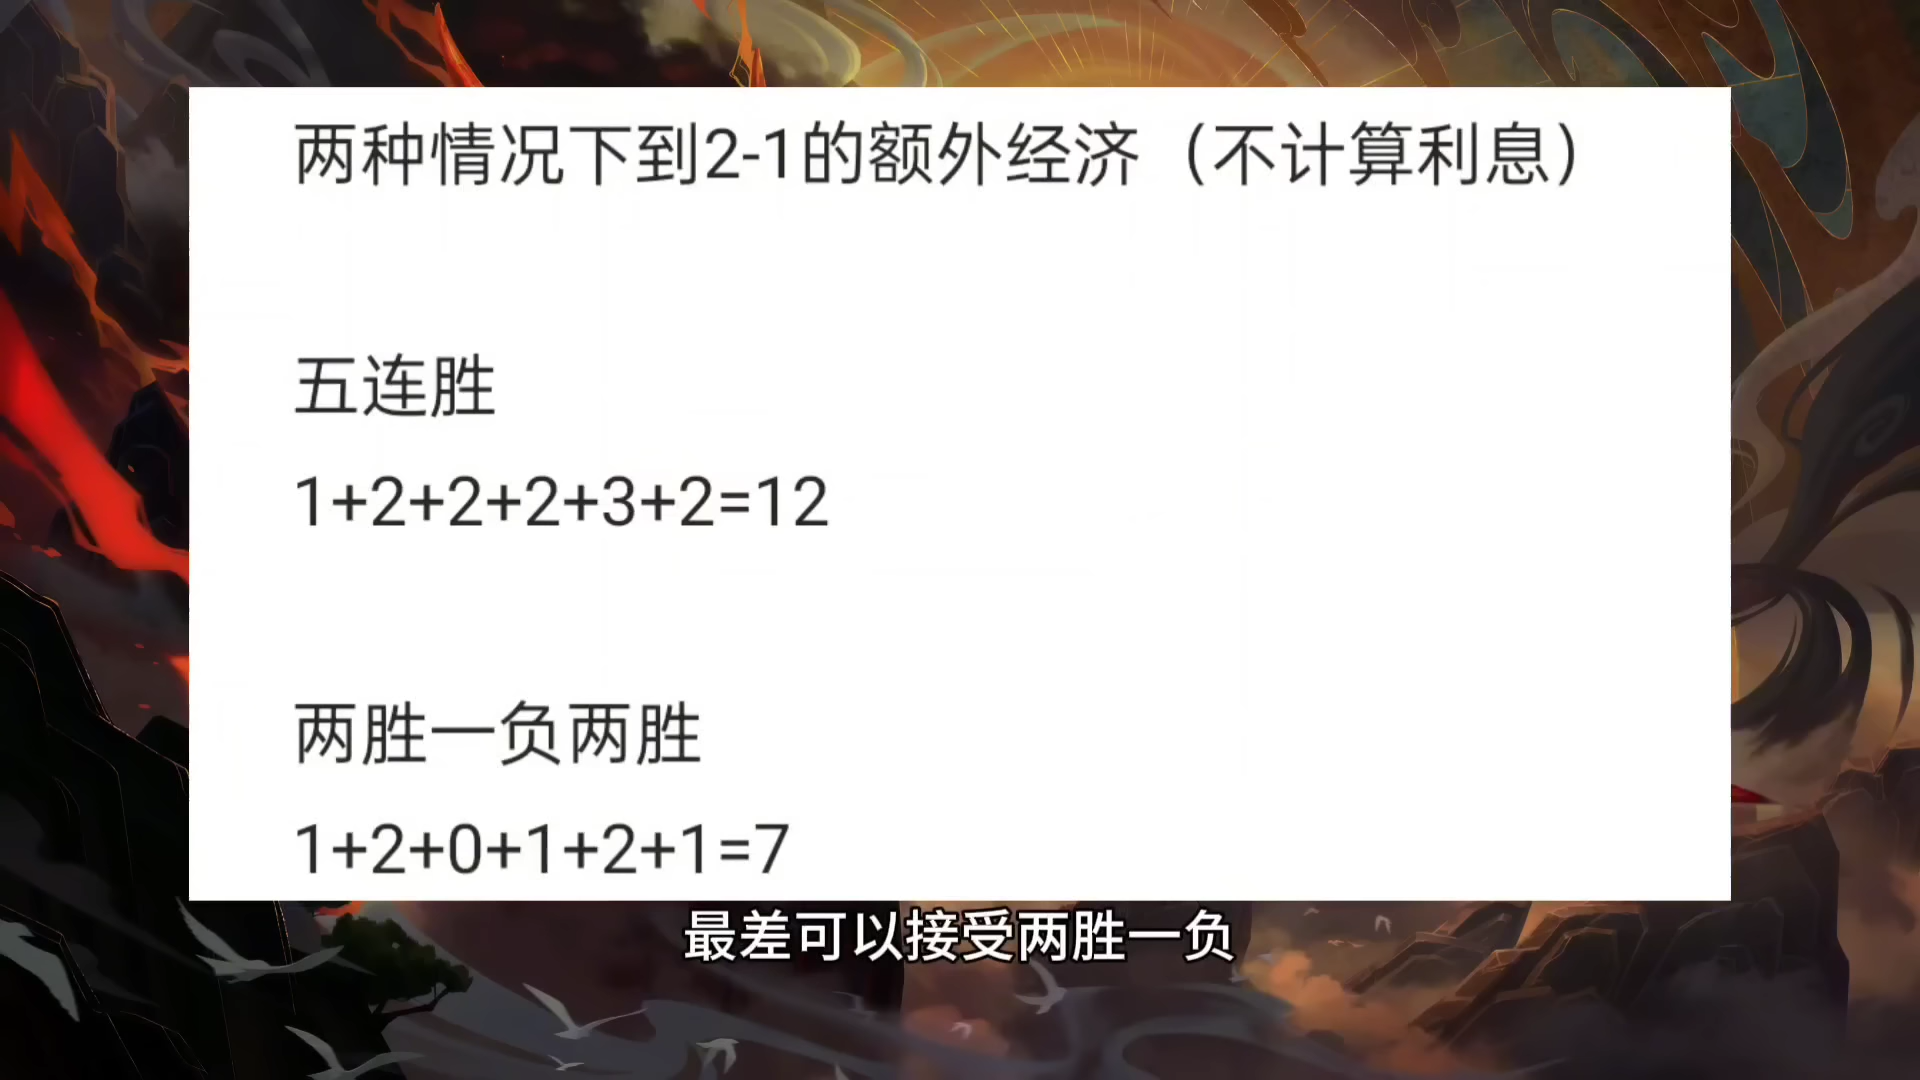 两种情况下到2-1的额外经济（不计算利息）
五连胜
1+2+2+2+3+2=12
两胜一负两胜
1+2+0+1+2+1=7
最差可以接受两胜一负